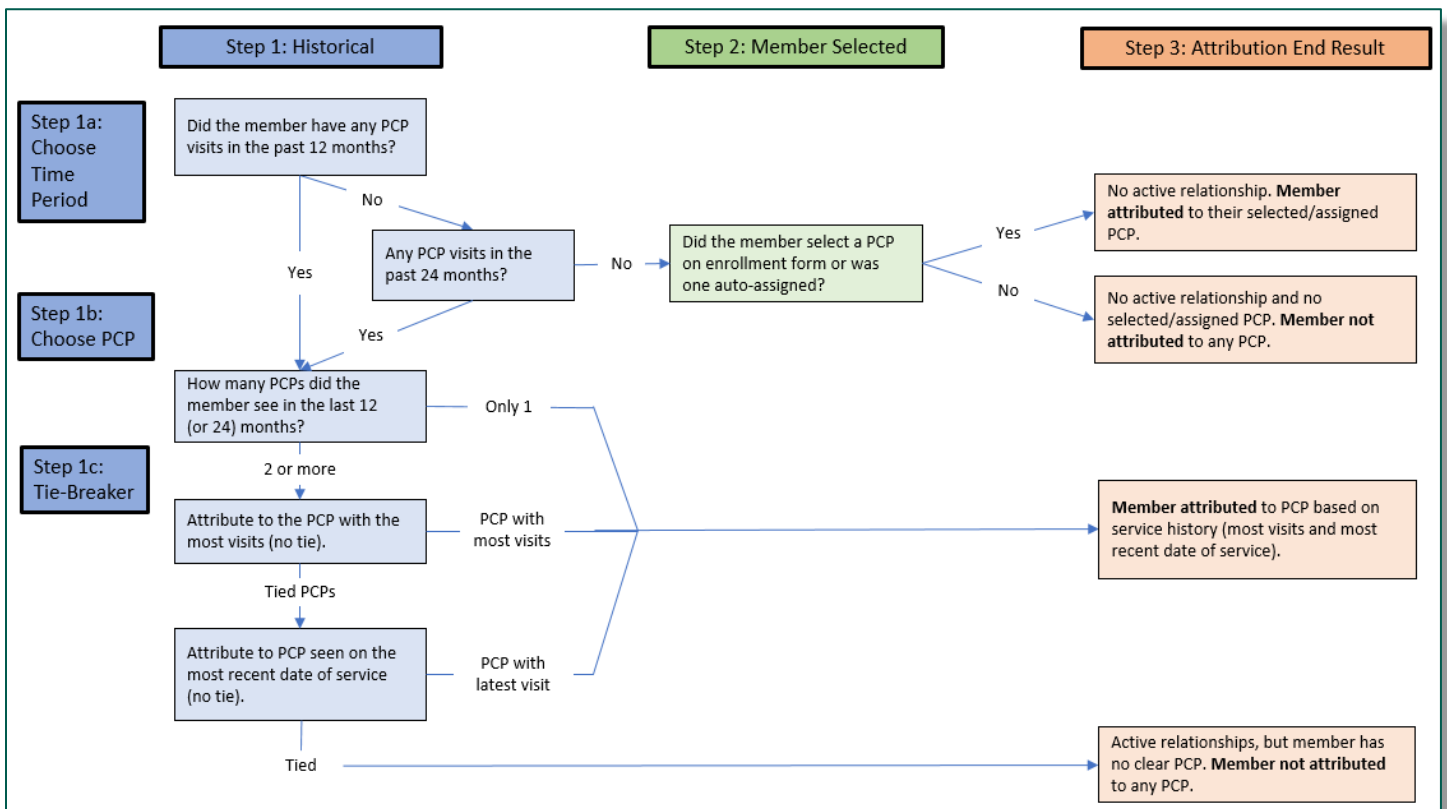 Step 1: Historical
Step 2: Member Selected
Step 3: Attribution End Result
Step 1a:
Choose
Time
Period
Did the member have any PCP
visits in the past 12 months?
No
Yes
Any PCP visits in the
past 24 months?
No
Did the member select a PCP
on enrollment form or was
one auto-assigned?
Yes
No active relationship. Member
attributed to their selected/assigned
PCP.
No
No active relationship and no
selected/assigned PCP. Member not
attributed to any PCP.
Yes
Step 1b:
Choose PCP
How many PCPs did the
member see in the last 12
(or 24) months?
Only 1
2 or more
Step 1c:
Tie-Breaker
Attribute to the PCP with the
most visits (no tie).
PCP with
most visits
Member attributed to PCP based on
service history (most visits and most
recent date of service).
Tied PCPs
Attribute to PCP seen on the
most recent date of service
(no tie).
PCP with
latest visit
Tied
Active relationships, but member has
no clear PCP. Member not attributed
to any PCP.